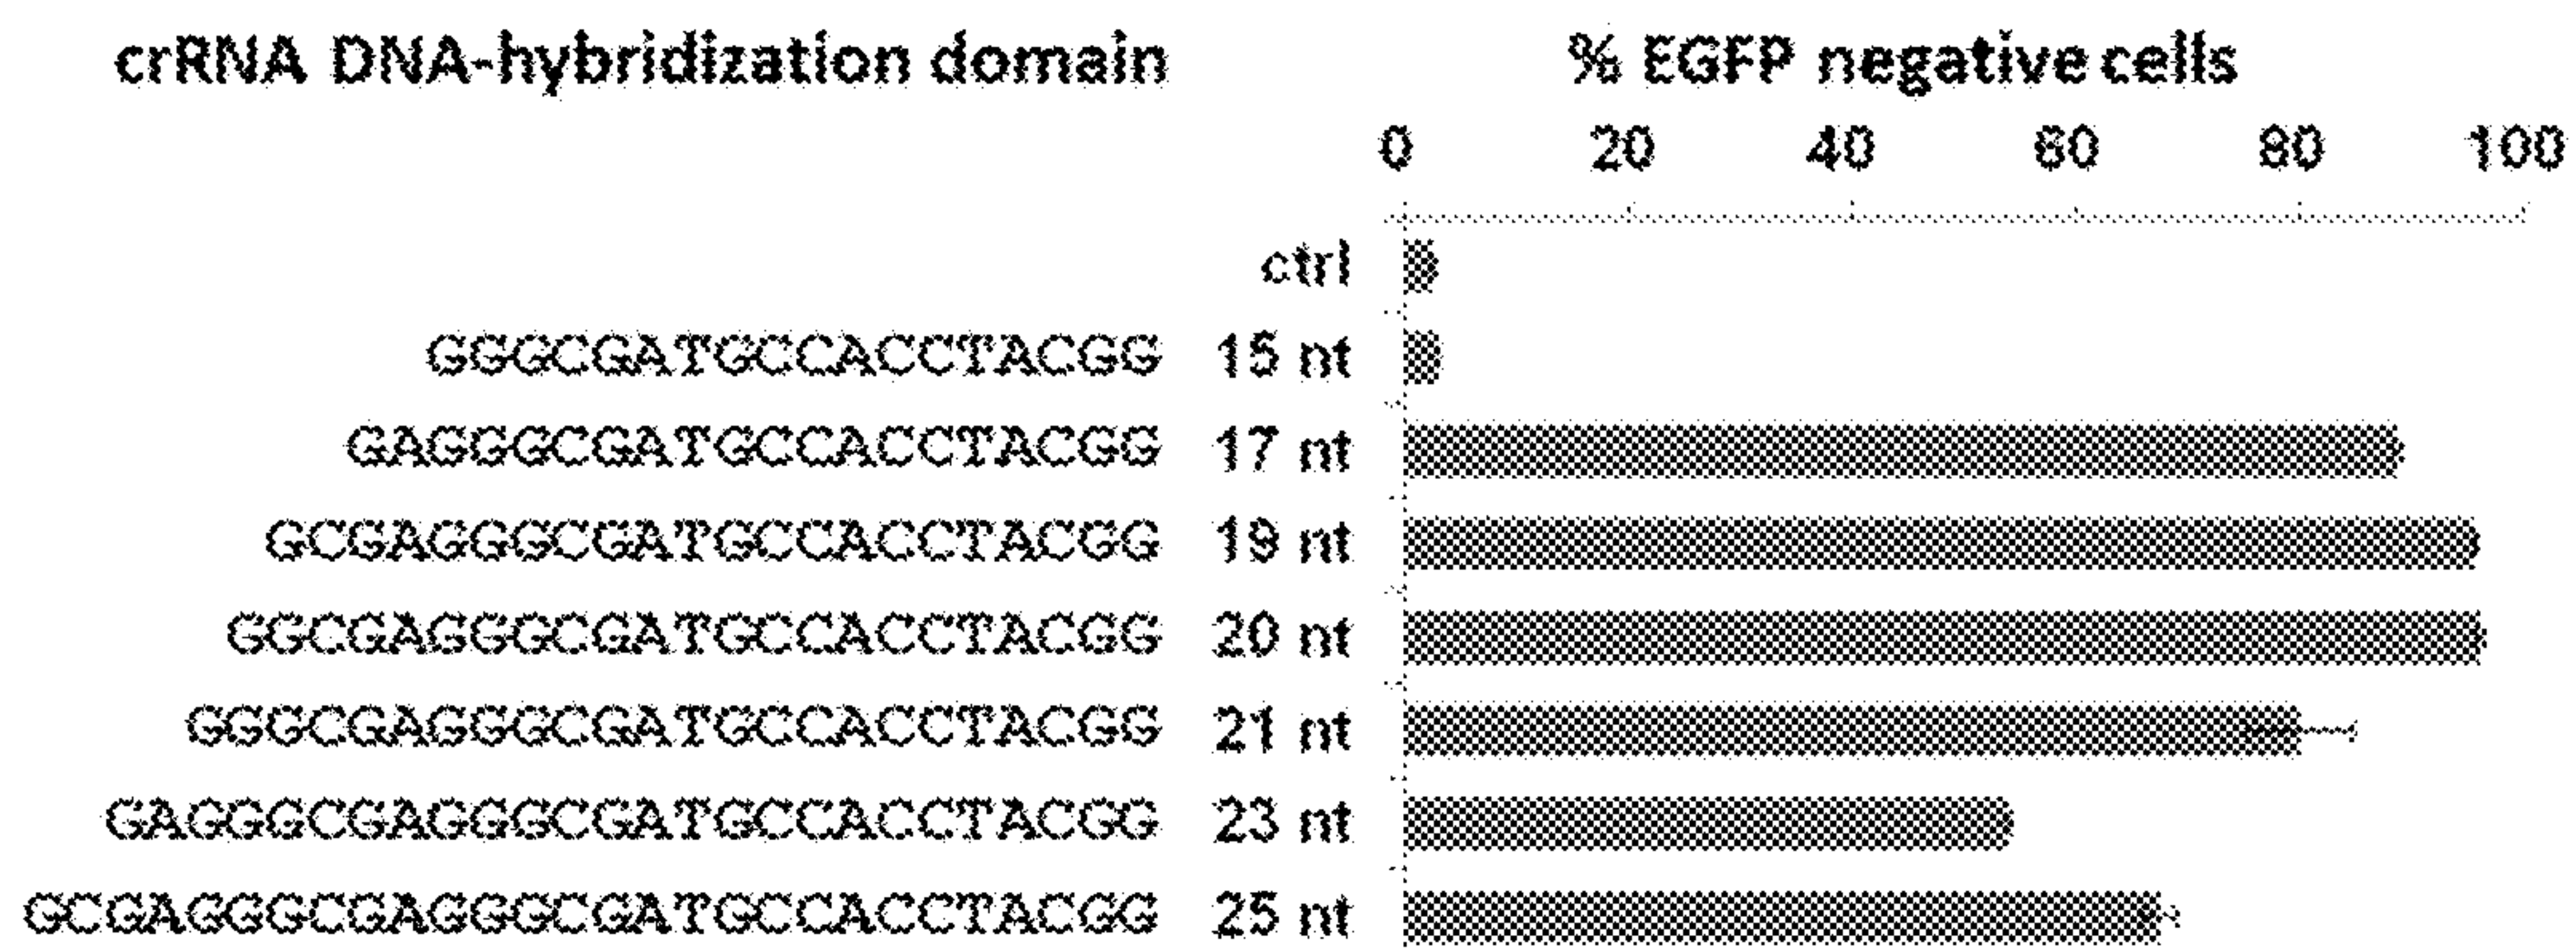 crRNA DNA-hybridization domain
% EGFP negative cells
0 20 40 60 80 100
ctrl
GGGCGATGCCACCTACGG 15 nt
GAGGGCGATGCCACCTACGG 17 nt
GCGAGGGCGATGCCACCTACGG 19 nt
GGCGAGGGCGATGCCACCTACGG 20 nt
GGGCGAGGGCGATGCCACCTACGG 21 nt
GAGGGCGAGGGCGATGCCACCTACGG 23 nt
GCGAGGGCGAGGGCGATGCCACCTACGG 25 nt